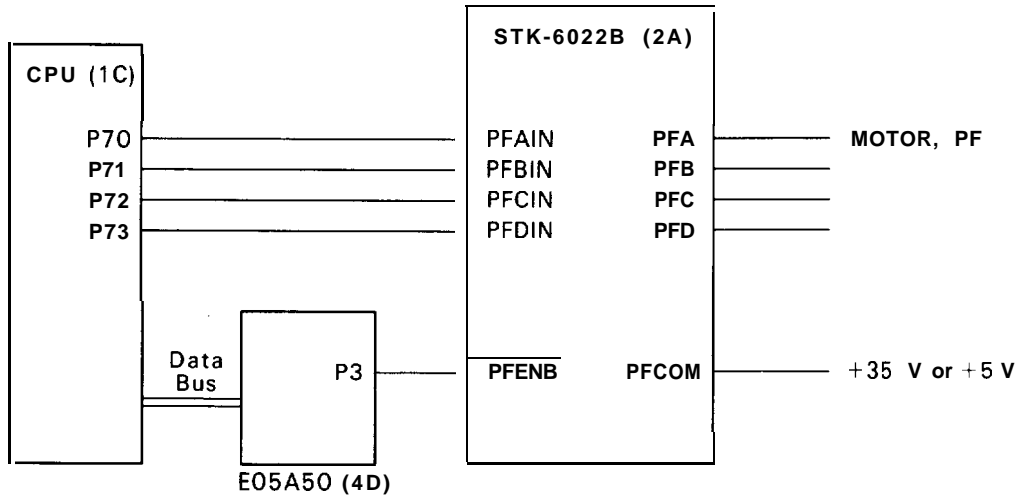 STK-6022B (2A)
CPU (1C)
P70
PFAIN
PFA
MOTOR, PF
P71
PFBIN
PFB
P72
PFCIN
PFC
P73
PFDIN
PFD
Data
Bus
P3
PFENB
PFCOM
+35 V or +5 V
E05A50 (4D)